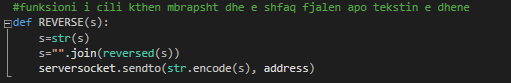 #funksioni i cili kthen mbrapsht dhe e shfaq fjalen apo tekstin e dhene
def REVERSE(s):
    s=str(s)
    s="".join(reversed(s))
    serversocket.sendto(str.encode(s), address)